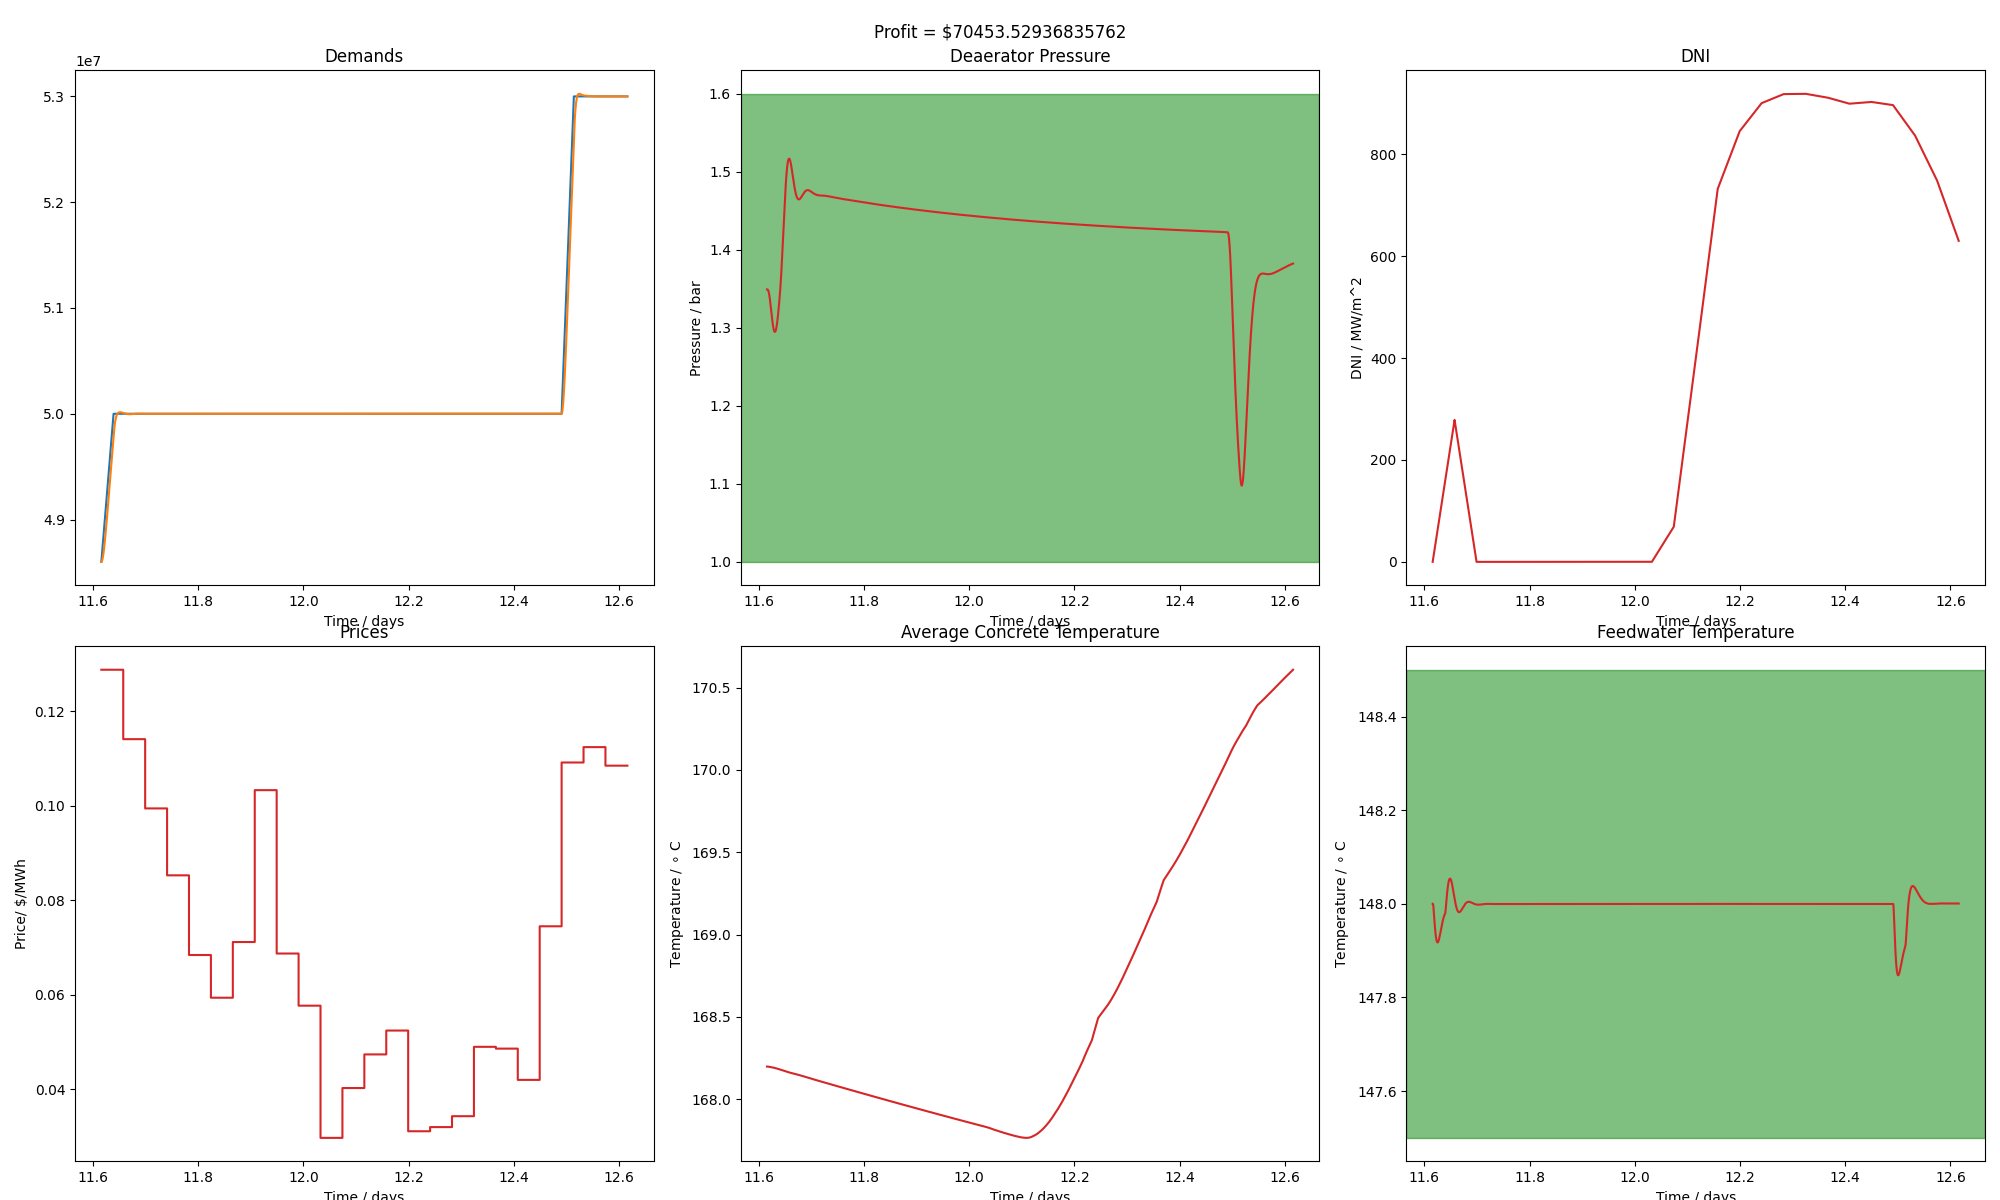 Profit = $70453.52936835762
Demands
1e7
5.3
5.2
5.1
5.0
4.9
11.6 11.8 12.0 12.2 12.4 12.6
Time / days
Deaerator Pressure
Pressure / bar
1.6
1.5
1.4
1.3
1.2
1.1
1.0
11.6 11.8 12.0 12.2 12.4 12.6
Time / days
DNI
DNI / MW/m^2
800
600
400
200
0
11.6 11.8 12.0 12.2 12.4 12.6
Time / days
Prices
Price/ $/MWh
0.12
0.10
0.08
0.06
0.04
11.6 11.8 12.0 12.2 12.4 12.6
Time / days
Average Concrete Temperature
Temperature / ∘ C
170.5
170.0
169.5
169.0
168.5
168.0
11.6 11.8 12.0 12.2 12.4 12.6
Time / days
Feedwater Temperature
Temperature / ∘ C
148.4
148.2
148.0
147.8
147.6
11.6 11.8 12.0 12.2 12.4 12.6
Time / days